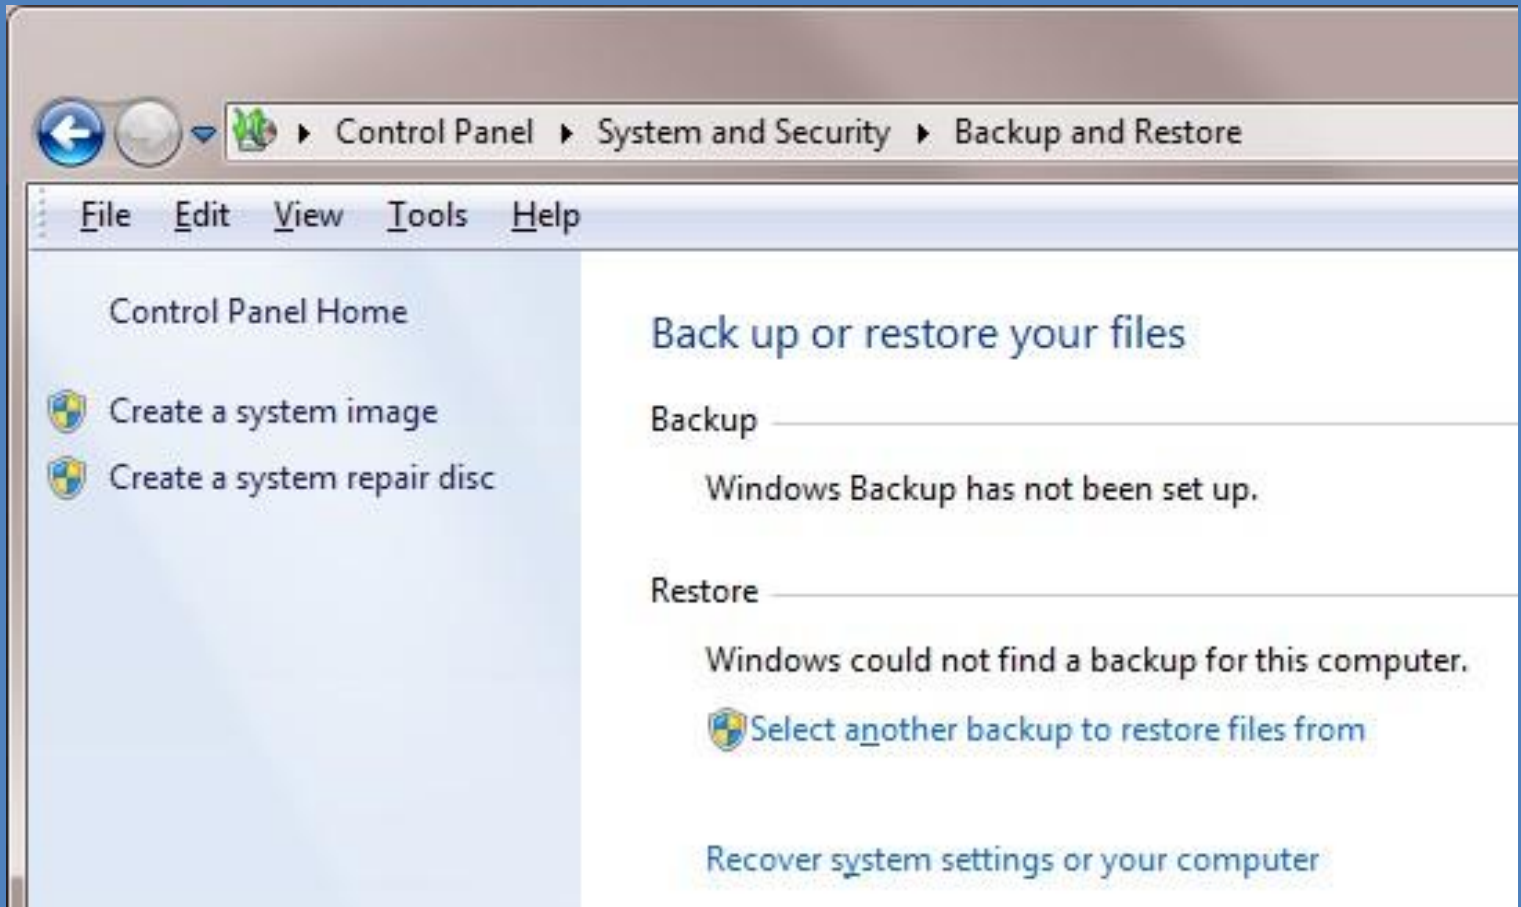 Control Panel System and Security Backup and Restore
File Edit View Tools Help
Control Panel Home
Create a system image
Create a system repair disc
Back up or restore your files
Backup
Windows Backup has not been set up.
Restore
Windows could not find a backup for this computer.
Select another backup to restore files from
Recover system settings or your computer